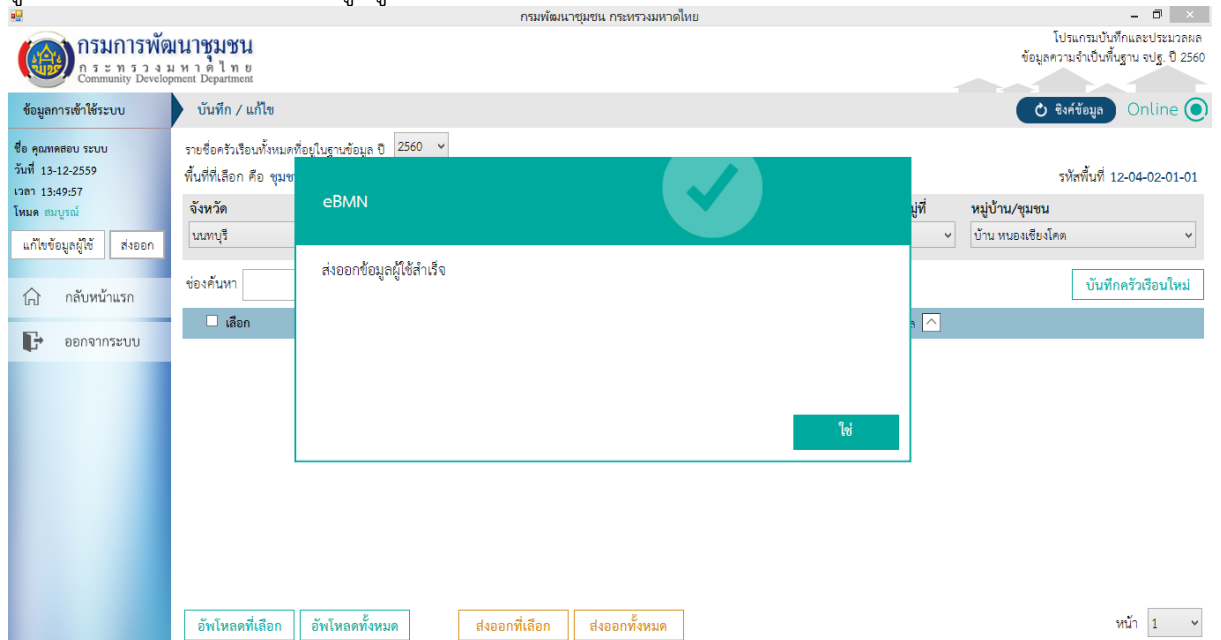 กรมพัฒนาชุมชน กระทรวงมหาดไทย
กรมการพัฒนาชุมชน
กระทรวงมหาดไทย
Community Development Department
โปรแกรมบันทึกและประมวลผล
ข้อมูลความจำเป็นพื้นฐาน จปฐ. ปี 2560
ข้อมูลการเข้าใช้ระบบ
บันทึก / แก้ไข
ซิงค์ข้อมูล Online
ชื่อ คุณทดสอบ ระบบ
วันที่ 13-12-2559
เวลา 13:49:57
โหมด สมบูรณ์
แก้ไขข้อมูลผู้ใช้ ส่งออก
กลับหน้าแรก
ออกจากระบบ
รายชื่อครัวเรือนทั้งหมดที่อยู่ในฐานข้อมูล ปี 2560
พื้นที่ที่เลือก คือ ชุมช
รหัสพื้นที่ 12-04-02-01-01
จังหวัด
หมู่บ้าน/ชุมชน
นนทบุรี
บ้าน หนองเชียงโคต
ช่องค้นหา
บันทึกครัวเรือนใหม่
เลือก
eBMN
ส่งออกข้อมูลผู้ใช้สำเร็จ
ใช่
อัพโหลดที่เลือก อัพโหลดทั้งหมด ส่งออกที่เลือก ส่งออกทั้งหมด
หน้า 1